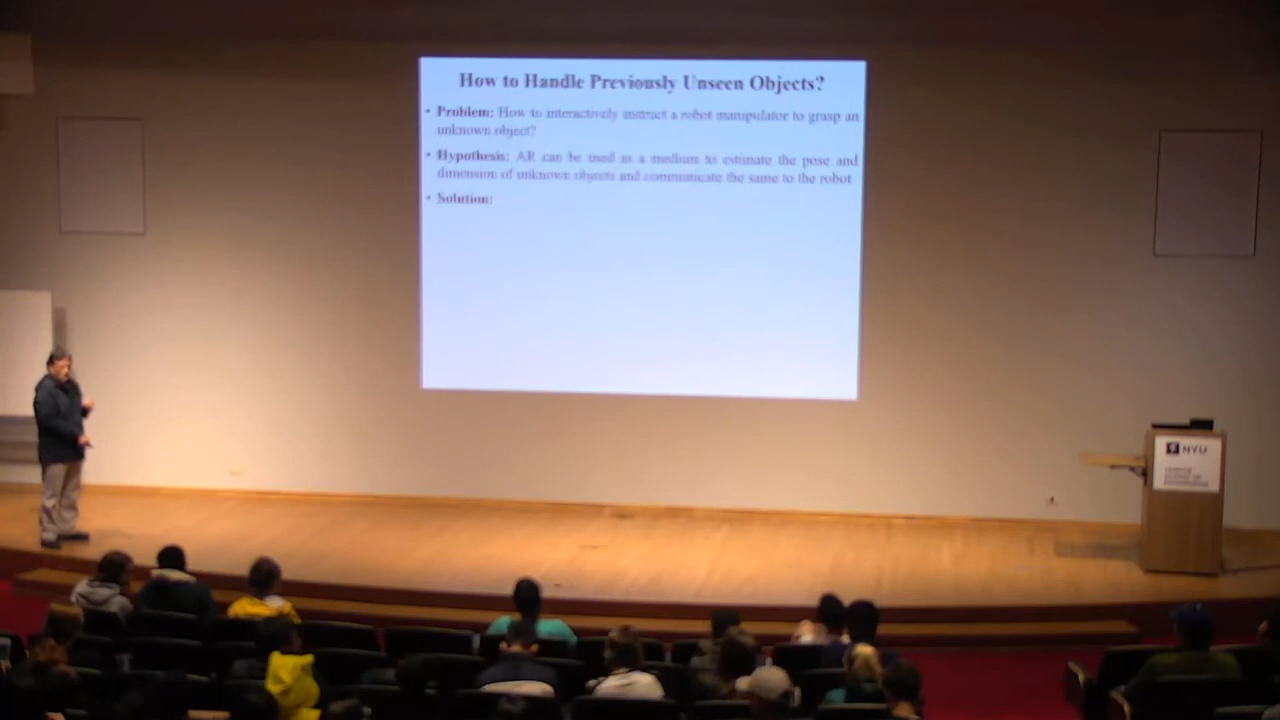 How to Handle Previously Unseen Objects?
• Problem: How to interactively instruct a robot manipulator to grasp an
unknown object?
• Hypothesis: AR can be used as a medium to estimate the pose and
dimension of unknown objects and communicate the same to the robot
• Solution:
NYU